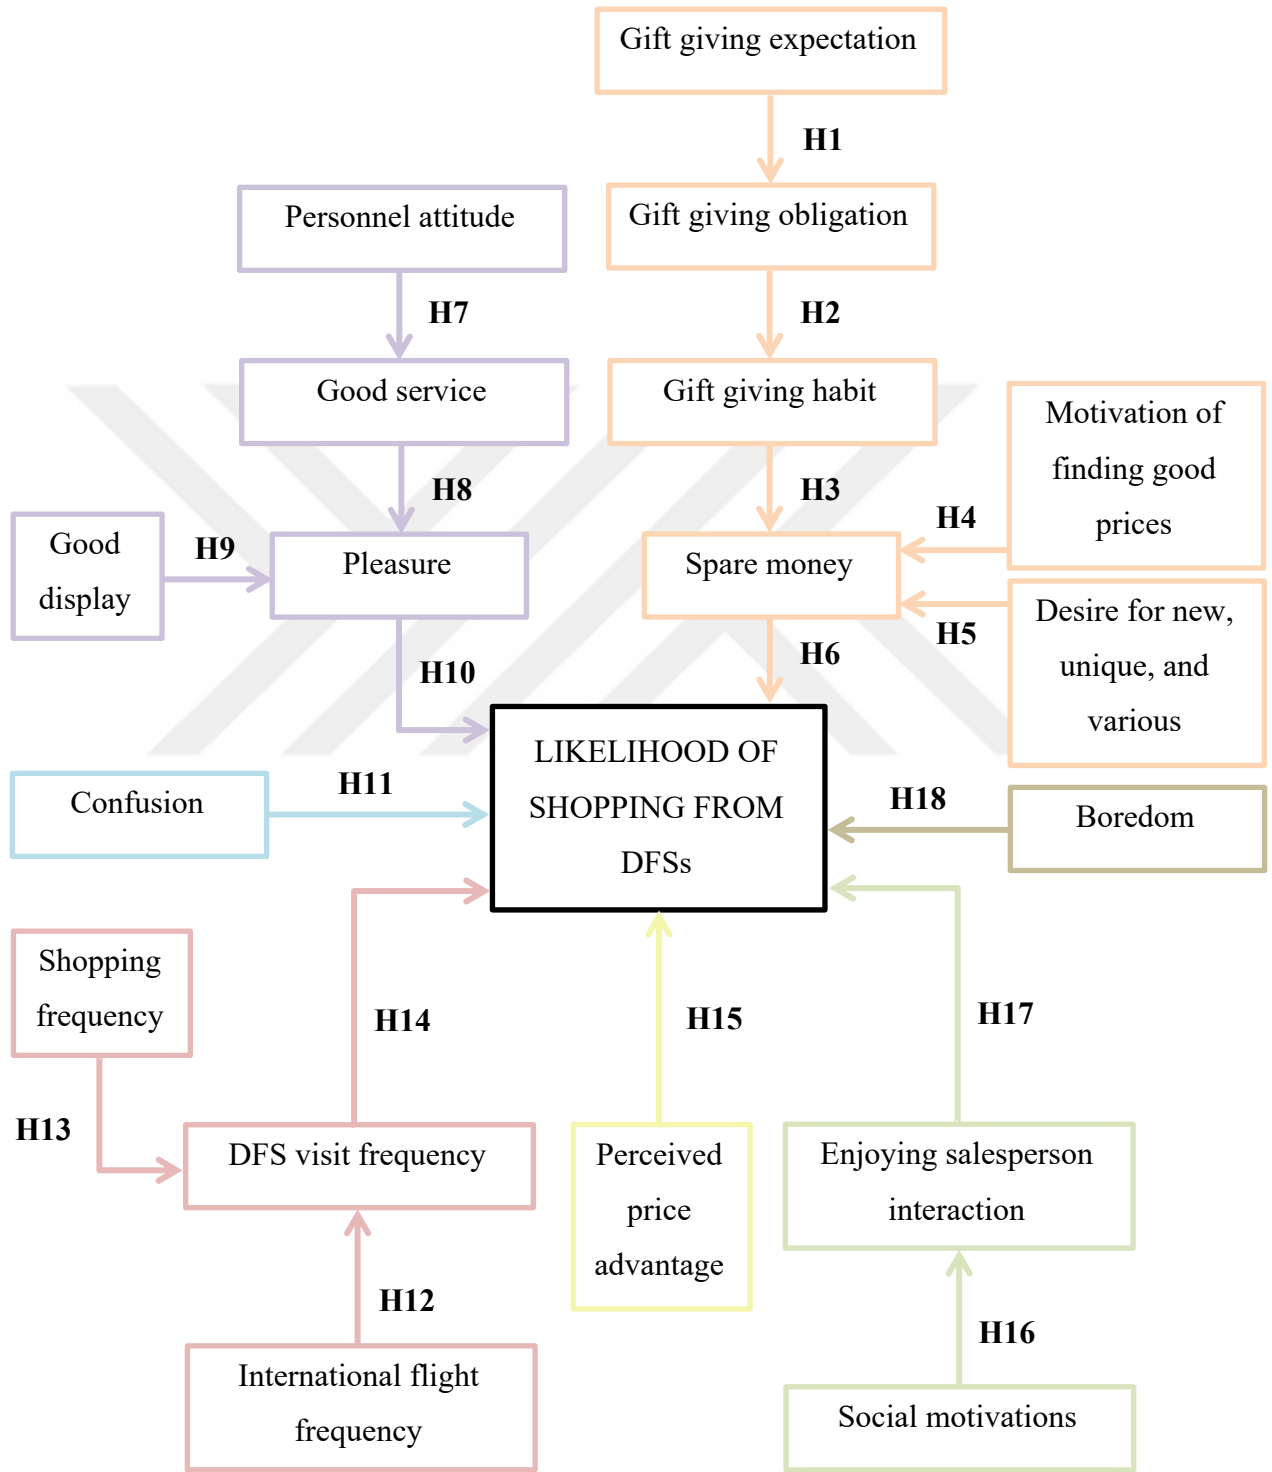 Gift giving expectation
H1
Personnel attitude
Gift giving obligation
H7
H2
Good service
Gift giving habit
Motivation of
finding good
prices
H8
H3
H4
Good
display
H9
Pleasure
Spare money
H5
Desire for new,
unique, and
various
H10
H6
LIKELIHOOD OF
SHOPPING FROM
DFSs
Confusion
H11
H18
Boredom
Shopping
frequency
H14
H15
H17
H13
DFS visit frequency
Perceived
price
advantage
Enjoying salesperson
interaction
H12
H16
International flight
frequency
Social motivations